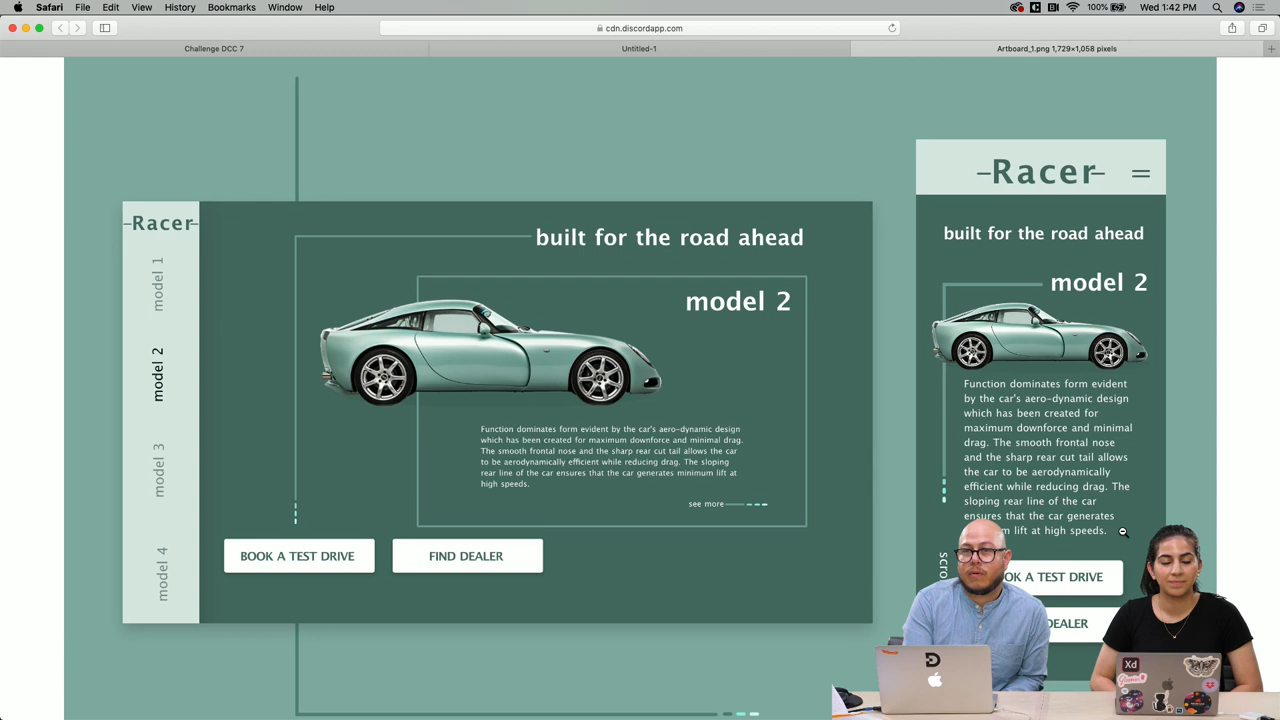 Safari File Edit View History Bookmarks Window Help
100% Wed 1:42 PM
cdn.discordapp.com
Challenge DCC 7
Untitled-1
Artboard_1.png 1,729×1,058 pixels
-Racer-
model 1
model 2
model 3
model 4
built for the road ahead
model 2
Function dominates form evident by the car's aero-dynamic design
which has been created for maximum downforce and minimal drag.
The smooth frontal nose and the sharp rear cut tail allows the car
to be aerodynamically efficient while reducing drag. The sloping
rear line of the car ensures that the car generates minimum lift at
high speeds.
see more
BOOK A TEST DRIVE
FIND DEALER
-Racer-
built for the road ahead
model 2
Function dominates form evident
by the car's aero-dynamic design
which has been created for
maximum downforce and minimal
drag. The smooth frontal nose
and the sharp rear cut tail allows
the car to be aerodynamically
efficient while reducing drag. The
sloping rear line of the car
ensures that the car generates
m lift at high speeds.
scro
OK A TEST DRIVE
DEALER
Xd